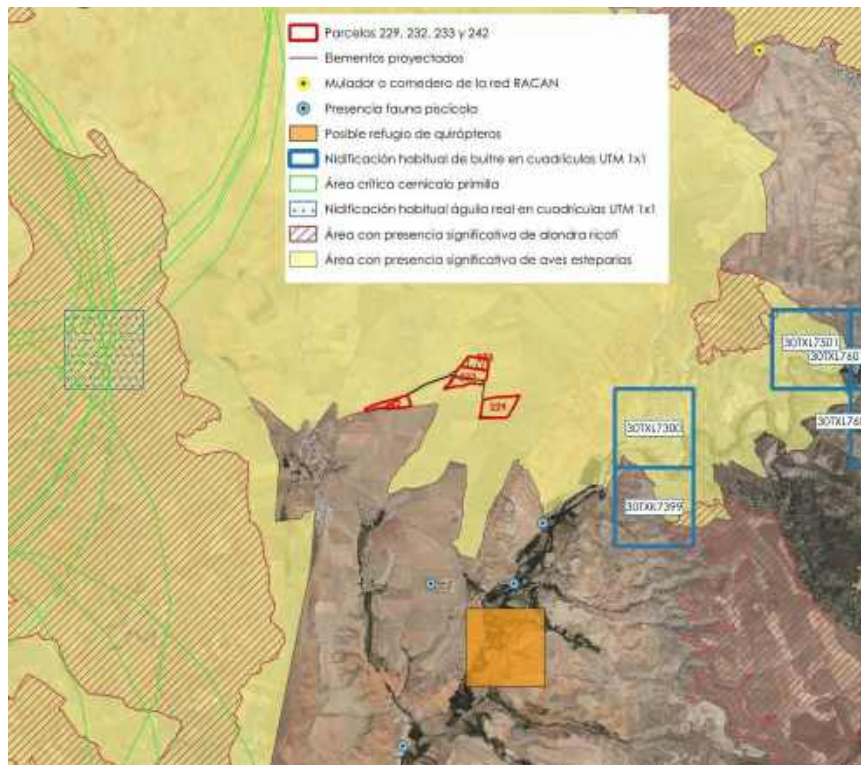 Parcelas 229, 232, 233 y 242
Elementos proyectados
Mulador o comedero de la red RACAN
Presencia fauna piscícola
Posible refugio de quirópteros
Nidificación habitual de buitre en cuadrículas UTM 1x1
Área crítica cernícalo primilla
Nidificación habitual águila real en cuadrículas UTM 1x1
Área con presencia significativa de alondra ricotí
Área con presencia significativa de aves esteparias
30TXL7501
30TXL760
30TXL7300
30TXL760
229
30TXK7399